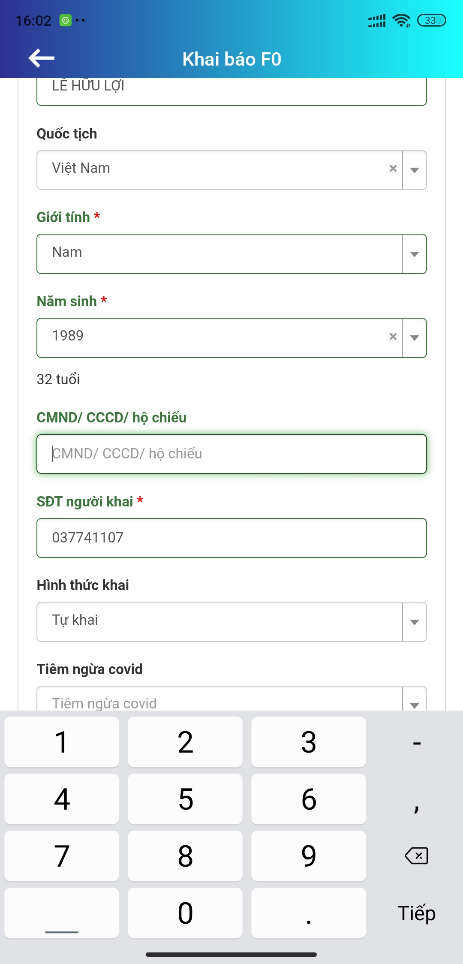 16:02
33
Khai báo F0
LÊ HỮU LỢI
Quốc tịch
Việt Nam
Giới tính *
Nam
Năm sinh *
1989
32 tuổi
CMND/ CCCD/ hộ chiếu
CMND/ CCCD/ hộ chiếu
SĐT người khai *
037741107
Hình thức khai
Tự khai
Tiêm ngừa covid
Tiêm ngừa covid
1 2 3 -
4 5 6 ,
7 8 9
0 . Tiếp